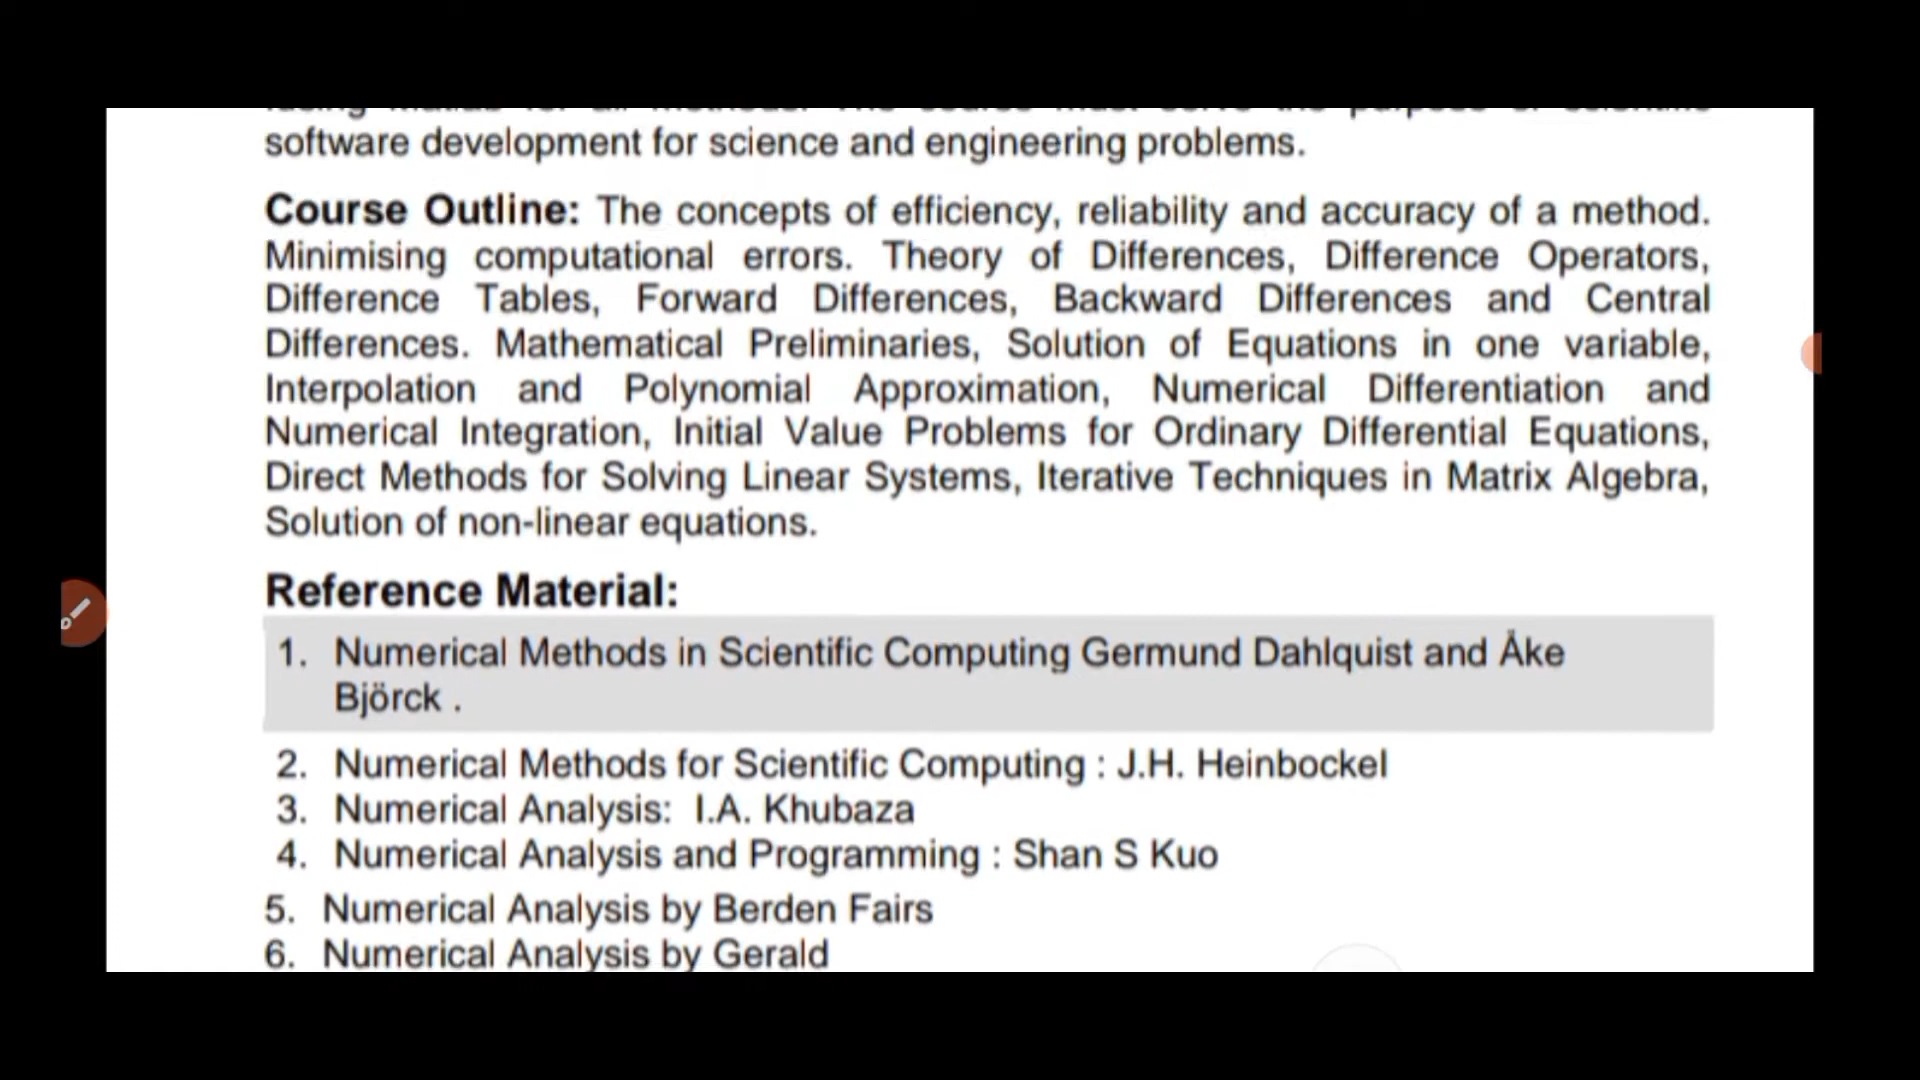 software development for science and engineering problems.
Course Outline: The concepts of efficiency, reliability and accuracy of a method.
Minimising computational errors. Theory of Differences, Difference Operators,
Difference Tables, Forward Differences, Backward Differences and Central
Differences. Mathematical Preliminaries, Solution of Equations in one variable,
Interpolation and Polynomial Approximation, Numerical Differentiation and
Numerical Integration, Initial Value Problems for Ordinary Differential Equations,
Direct Methods for Solving Linear Systems, Iterative Techniques in Matrix Algebra,
Solution of non-linear equations.
Reference Material:
1. Numerical Methods in Scientific Computing Germund Dahlquist and Åke
Björck .
2. Numerical Methods for Scientific Computing : J.H. Heinbockel
3. Numerical Analysis: I.A. Khubaza
4. Numerical Analysis and Programming : Shan S Kuo
5. Numerical Analysis by Berden Fairs
6. Numerical Analysis by Gerald